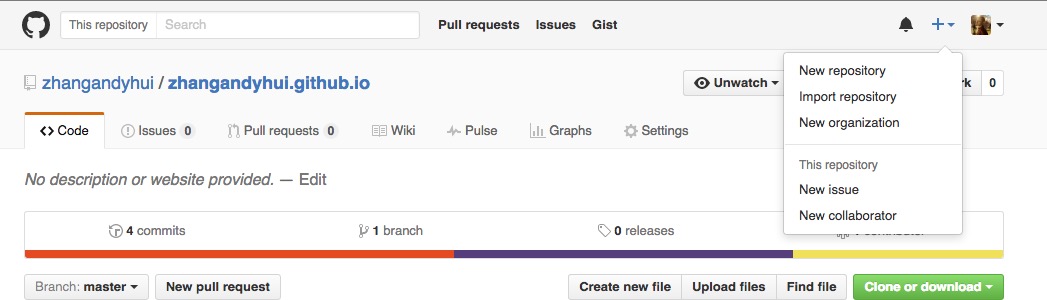 This repository Search Pull requests Issues Gist
zhangandyhui / zhangandyhui.github.io Unwatch rk 0
New repository
Import repository
New organization
This repository
New issue
New collaborator
Code Issues 0 Pull requests 0 Wiki Pulse Graphs Settings
No description or website provided. — Edit
4 commits 1 branch 0 releases
Branch: master New pull request Create new file Upload files Find file Clone or download